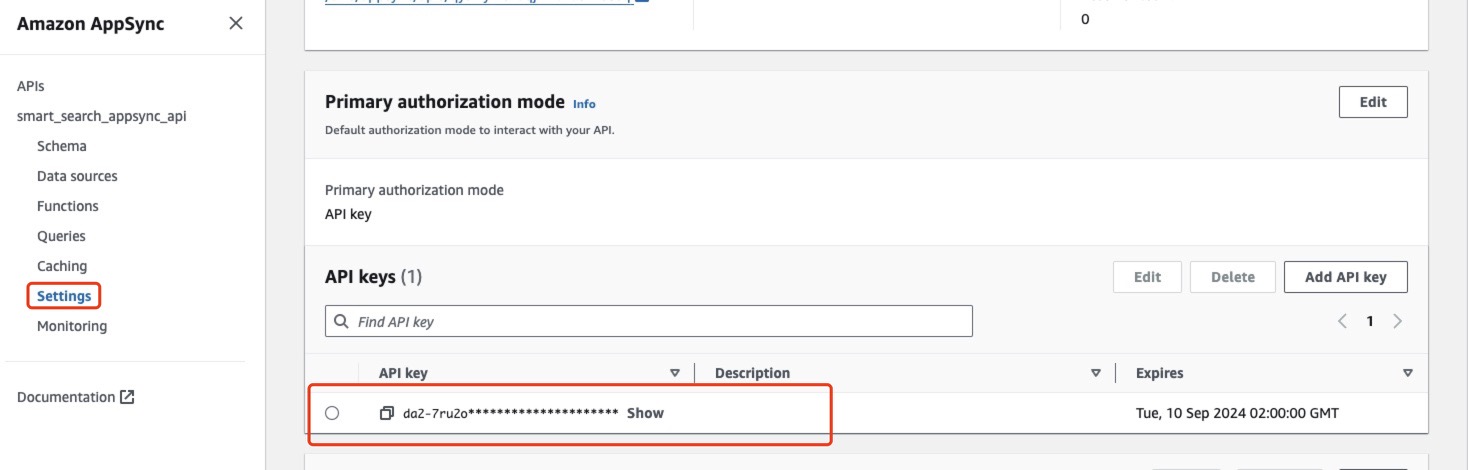 Amazon AppSync
APIs
smart_search_appsync_api
Schema
Data sources
Functions
Queries
Caching
Settings
Monitoring
Documentation
0
Primary authorization mode Info
Edit
Default authorization mode to interact with your API.
Primary authorization mode
API key
API keys (1)
Edit
Delete
Add API key
Find API key
1
API key
Description
Expires
da2-7ru2o********************* Show
Tue, 10 Sep 2024 02:00:00 GMT